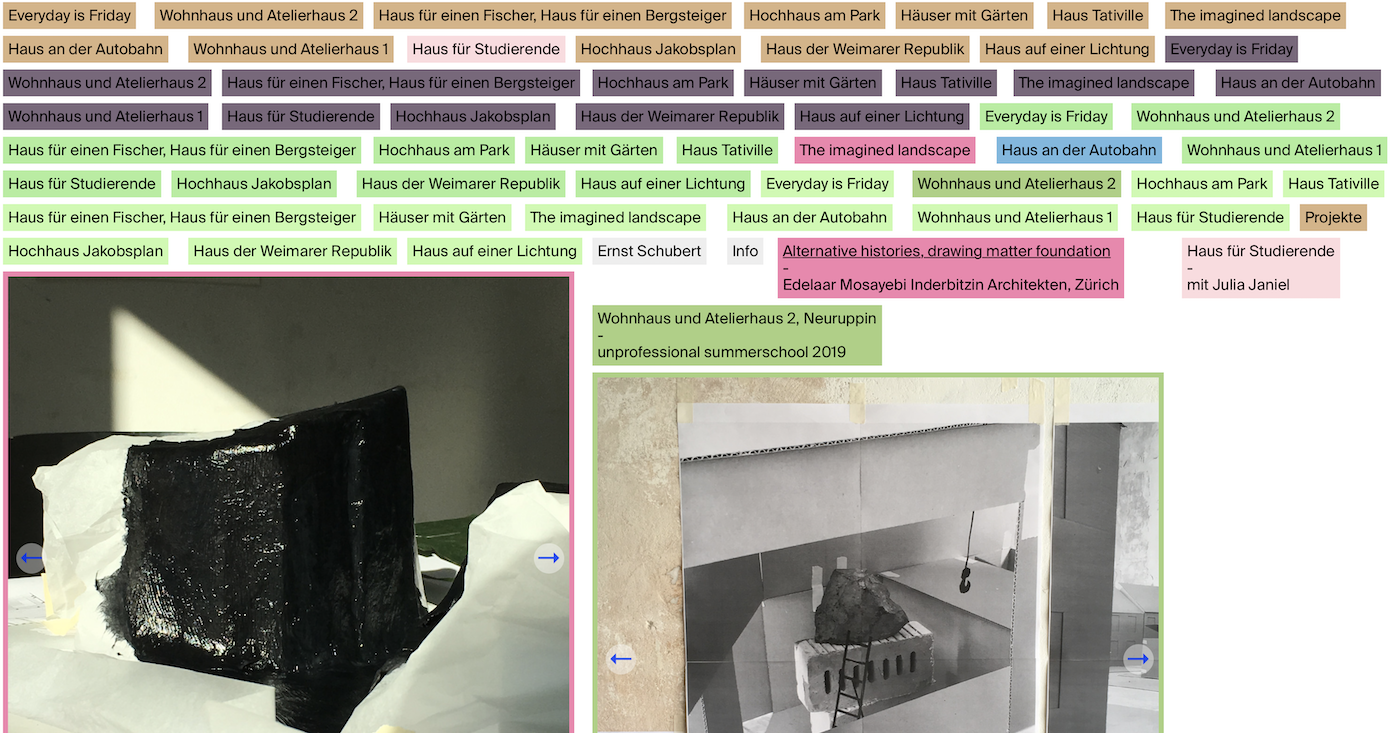 Everyday is Friday Wohnhaus und Atelierhaus 2 Haus für einen Fischer, Haus für einen Bergsteiger Hochhaus am Park Häuser mit Gärten Haus Tativille The imagined landscape
Haus an der Autobahn Wohnhaus und Atelierhaus 1 Haus für Studierende Hochhaus Jakobsplan Haus der Weimarer Republik Haus auf einer Lichtung Everyday is Friday
Wohnhaus und Atelierhaus 2 Haus für einen Fischer, Haus für einen Bergsteiger Hochhaus am Park Häuser mit Gärten Haus Tativille The imagined landscape Haus an der Autobahn
Wohnhaus und Atelierhaus 1 Haus für Studierende Hochhaus Jakobsplan Haus der Weimarer Republik Haus auf einer Lichtung Everyday is Friday Wohnhaus und Atelierhaus 2
Haus für einen Fischer, Haus für einen Bergsteiger Hochhaus am Park Häuser mit Gärten Haus Tativille The imagined landscape Haus an der Autobahn Wohnhaus und Atelierhaus 1
Haus für Studierende Hochhaus Jakobsplan Haus der Weimarer Republik Haus auf einer Lichtung Everyday is Friday Wohnhaus und Atelierhaus 2 Hochhaus am Park Haus Tativille
Haus für einen Fischer, Haus für einen Bergsteiger Häuser mit Gärten The imagined landscape Haus an der Autobahn Wohnhaus und Atelierhaus 1 Haus für Studierende Projekte
Hochhaus Jakobsplan Haus der Weimarer Republik Haus auf einer Lichtung Ernst Schubert Info
Alternative histories, drawing matter foundation
-
Edelaar Mosayebi Inderbitzin Architekten, Zürich
Haus für Studierende
-
mit Julia Janiel
Wohnhaus und Atelierhaus 2, Neuruppin
-
unprofessional summerschool 2019